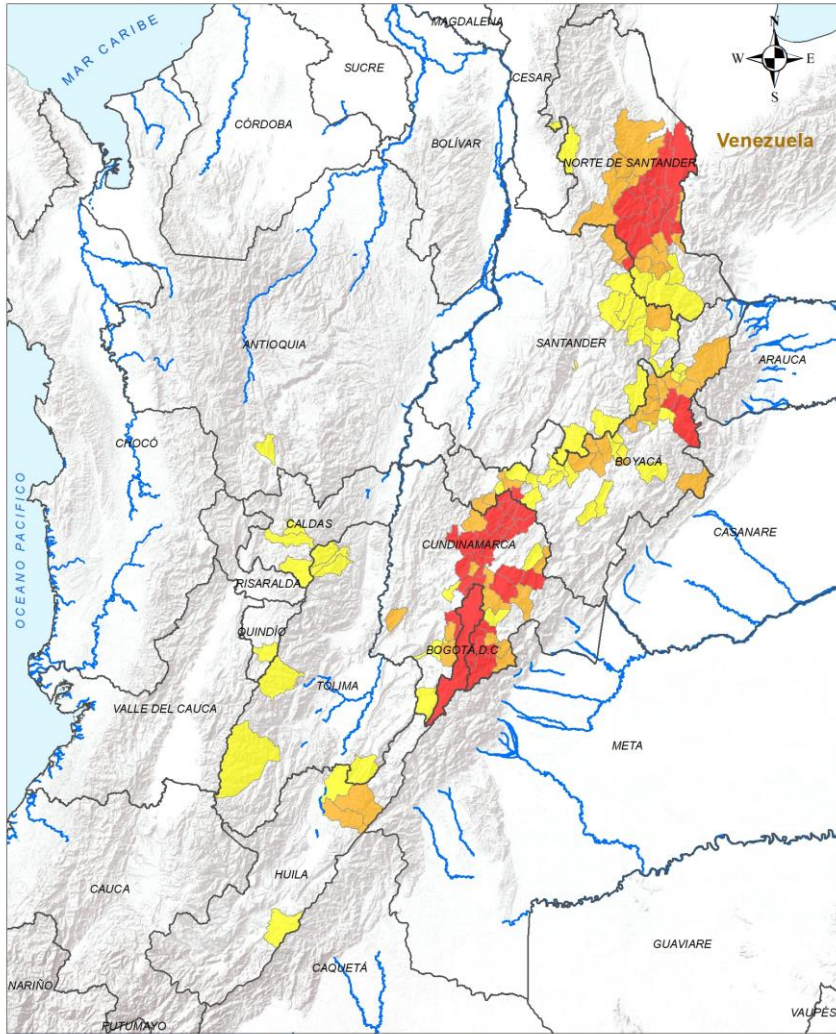 MAGDALENA
MAR CARIBE
SUCRE
CESAR
N
W
E
S
CÓRDOBA
BOLÍVAR
Venezuela
NORTE DE SANTANDER
ANTIOQUIA
SANTANDER
ARAUCA
CHOCÓ
BOYACÁ
OCEANO PACIFICO
CALDAS
CUNDINAMARCA
CASANARE
RISARALDA
QUINDÍO
BOGOTÁ,D.C
TOLIMA
VALLE DEL CAUCA
META
HUILA
CAUCA
GUAVIARE
CAQUETÁ
NARIÑO
PUTUMAYO
VAUPÉS